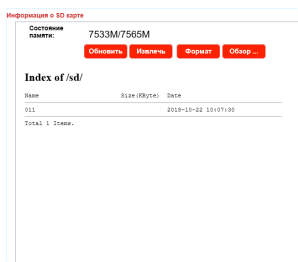 Информация о SD карте
Состояние памяти: 7533M/7565M
Обновить Извлечь Формат Обзор ...
Index of /sd/
Name Size(KByte) Date
011 2018-10-22 10:07:30
Total 1 Items.